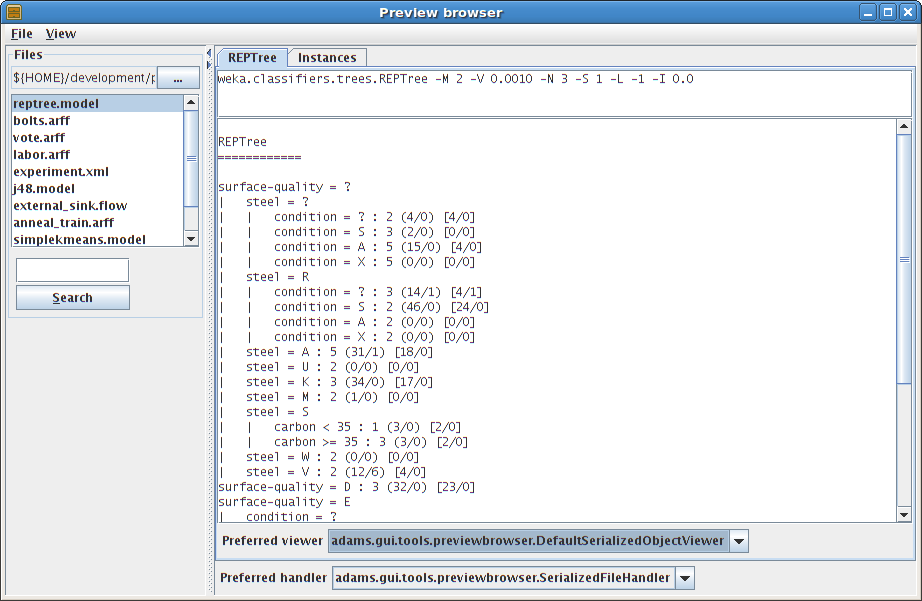 Preview browser
File View
Files
${HOME}/development/p
...
reptree.model
bolts.arff
vote.arff
labor.arff
experiment.xml
j48.model
external_sink.flow
anneal_train.arff
simplekmeans.model
Search
REPTree Instances
weka.classifiers.trees.REPTree -M 2 -V 0.0010 -N 3 -S 1 -L -1 -I 0.0
REPTree
============
surface-quality = ?
|   steel = ?
|   |   condition = ? : 2 (4/0) [4/0]
|   |   condition = S : 3 (2/0) [0/0]
|   |   condition = A : 5 (15/0) [4/0]
|   |   condition = X : 5 (0/0) [0/0]
|   steel = R
|   |   condition = ? : 3 (14/1) [4/1]
|   |   condition = S : 2 (46/0) [24/0]
|   |   condition = A : 2 (0/0) [0/0]
|   |   condition = X : 2 (0/0) [0/0]
|   steel = A : 5 (31/1) [18/0]
|   steel = U : 2 (0/0) [0/0]
|   steel = K : 3 (34/0) [17/0]
|   steel = M : 2 (1/0) [0/0]
|   steel = S
|   |   carbon < 35 : 1 (3/0) [2/0]
|   |   carbon >= 35 : 3 (3/0) [2/0]
|   steel = W : 2 (0/0) [0/0]
|   steel = V : 2 (12/6) [4/0]
surface-quality = D : 3 (32/0) [23/0]
surface-quality = E
|   condition = ?
Preferred viewer adams.gui.tools.previewbrowser.DefaultSerializedObjectViewer
Preferred handler adams.gui.tools.previewbrowser.SerializedFileHandler